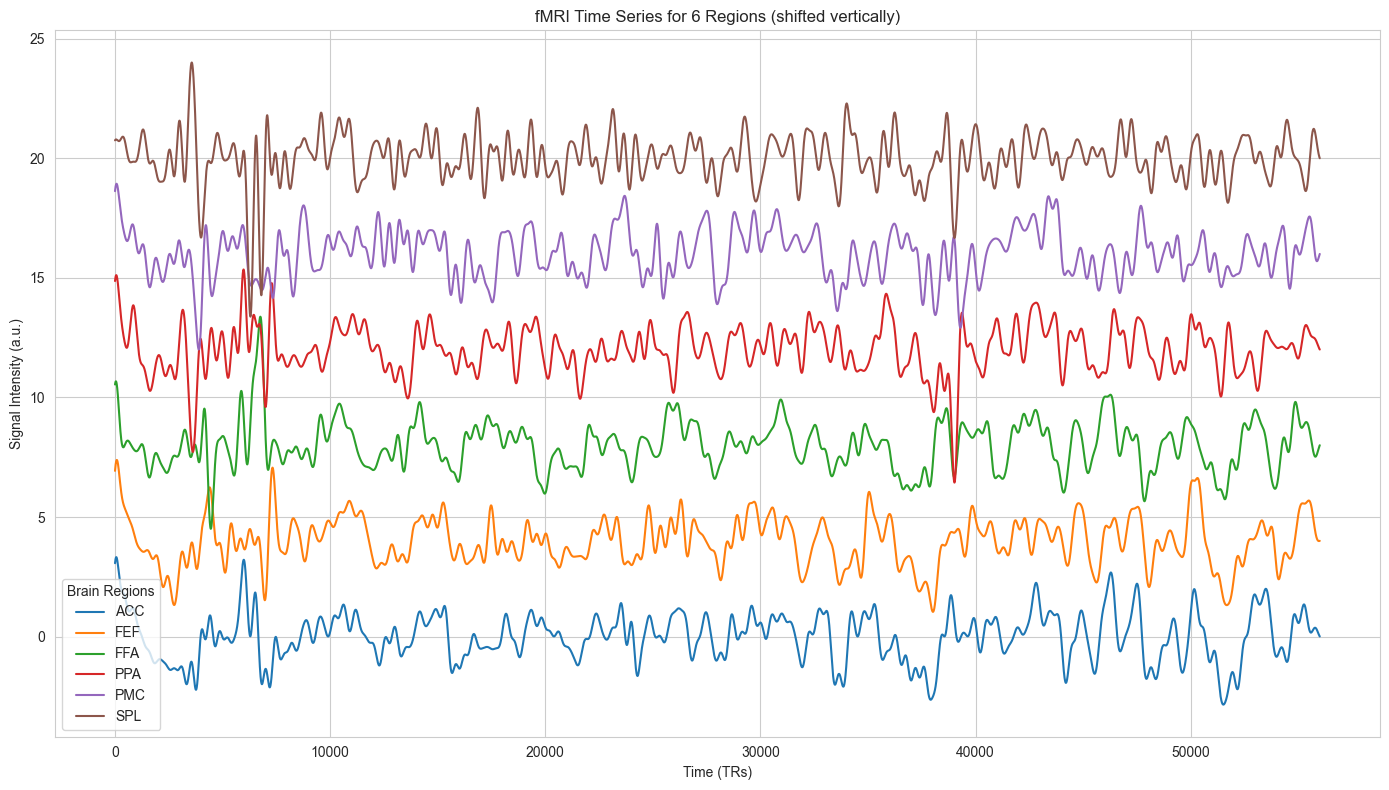 fMRI Time Series for 6 Regions (shifted vertically)
Signal Intensity (a.u.)
25
20
15
10
5
0
Brain Regions
ACC
FEF
FFA
PPA
PMC
SPL
0 10000 20000 30000 40000 50000
Time (TRs)